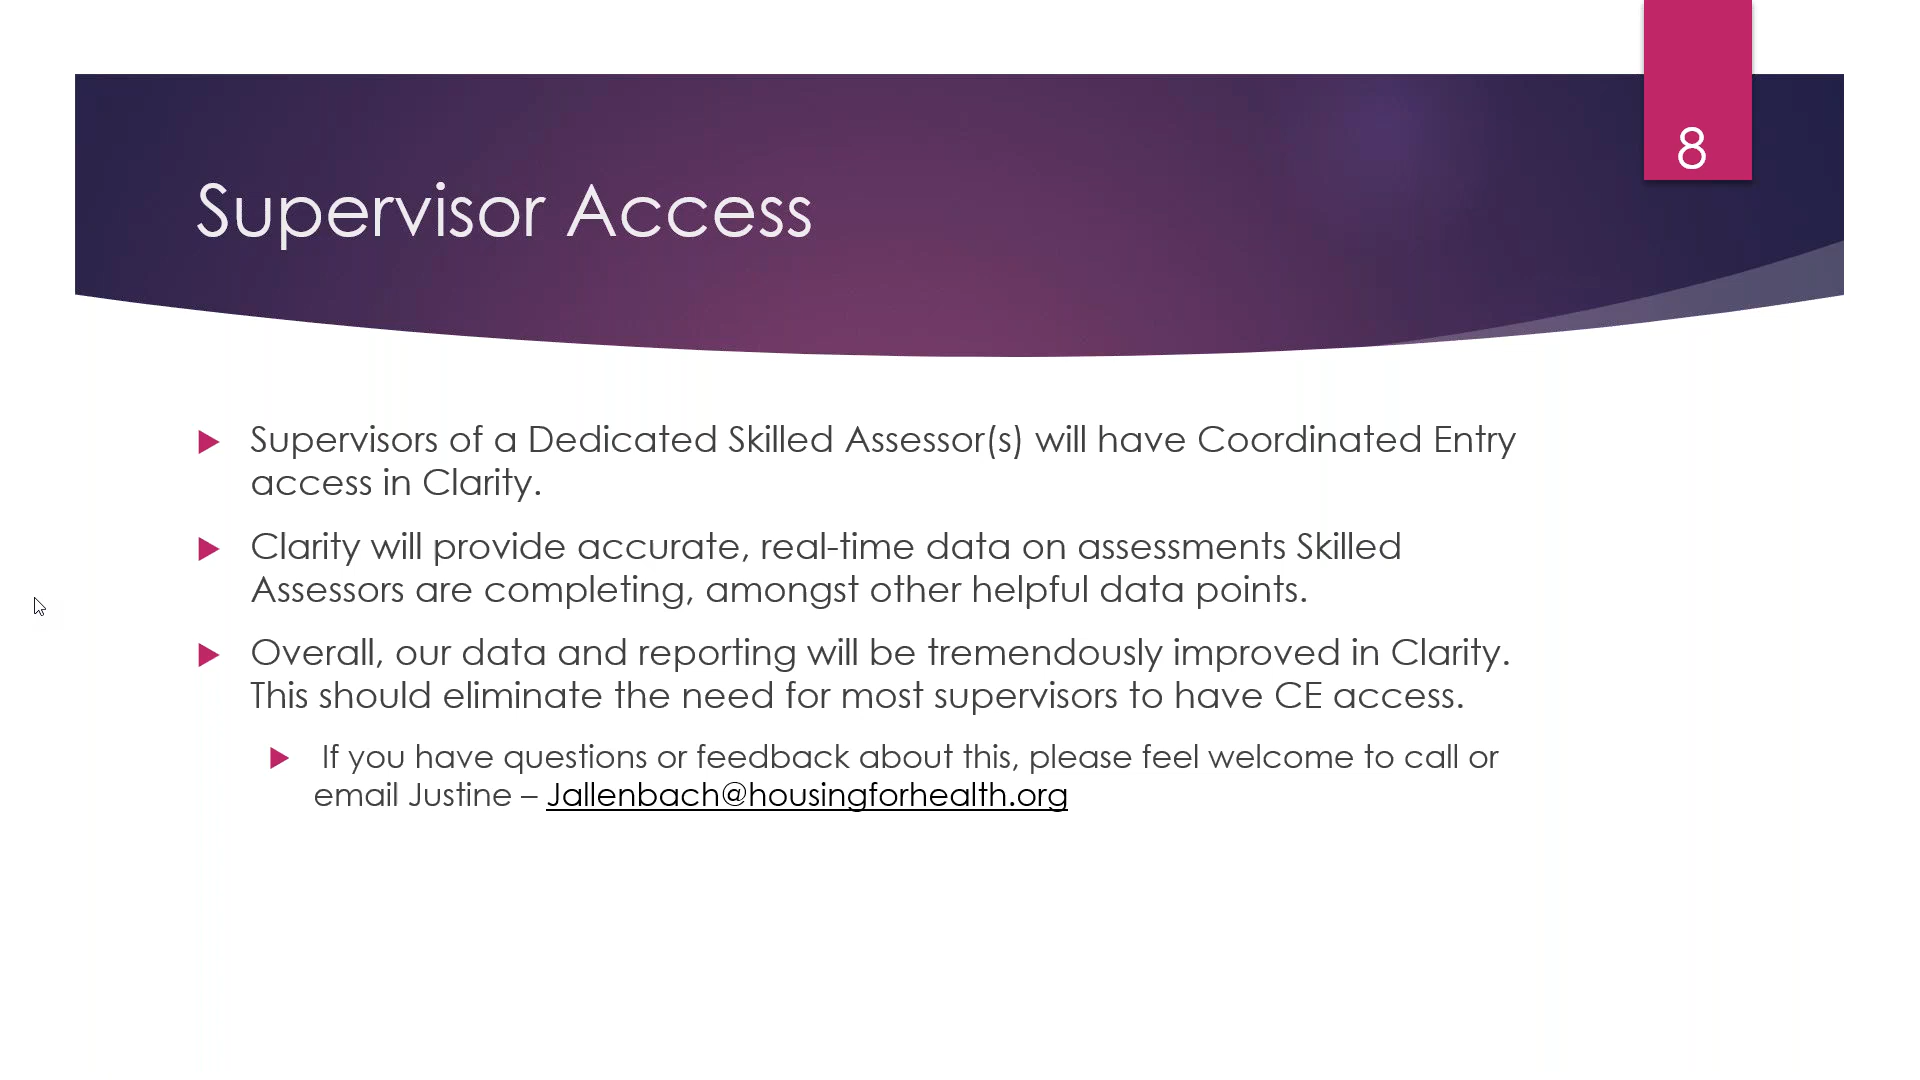 8
Supervisor Access
Supervisors of a Dedicated Skilled Assessor(s) will have Coordinated Entry
access in Clarity.
Clarity will provide accurate, real-time data on assessments Skilled
Assessors are completing, amongst other helpful data points.
Overall, our data and reporting will be tremendously improved in Clarity.
This should eliminate the need for most supervisors to have CE access.
If you have questions or feedback about this, please feel welcome to call or
email Justine – Jallenbach@housingforhealth.org